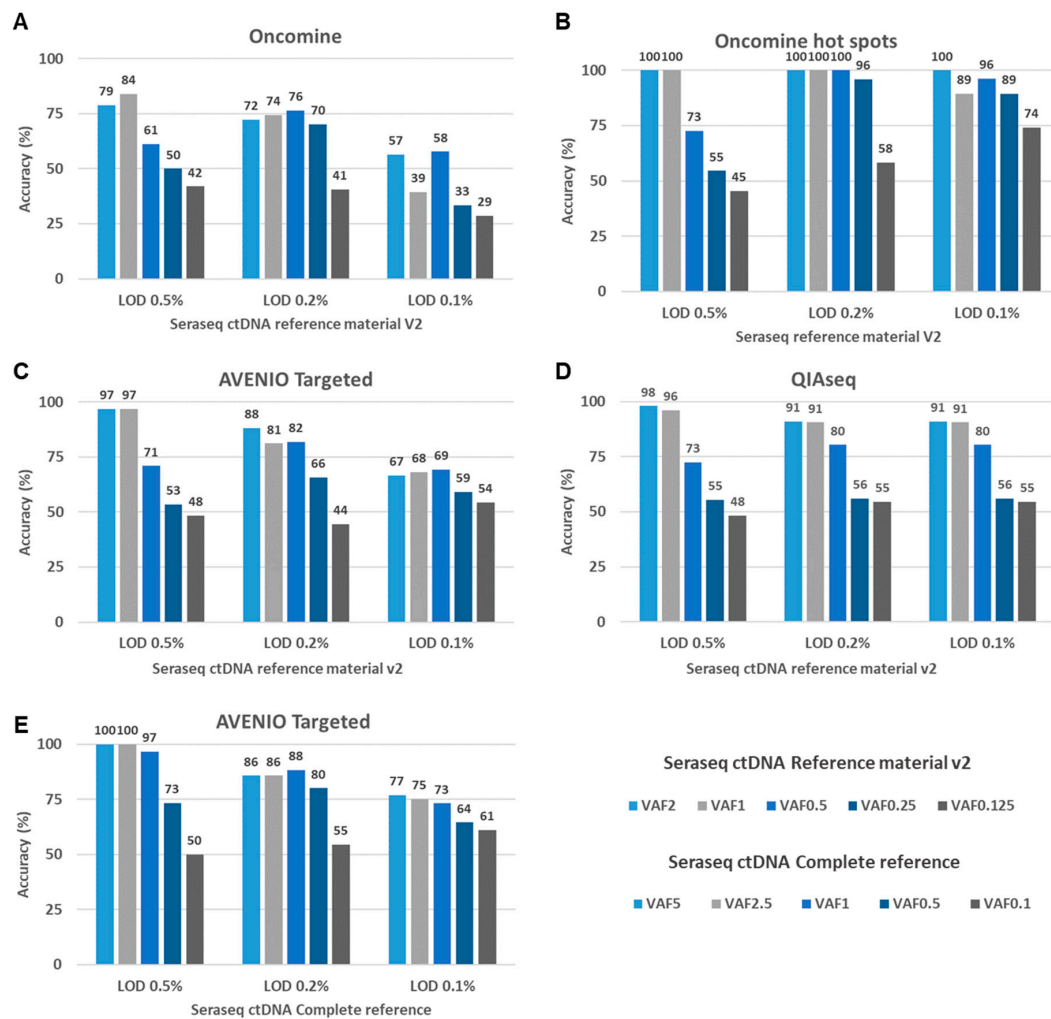 A
Oncomine
Accuracy (%)
100
75
50
25
0
79 84 61 50 42
72 74 76 70 41
57 39 58 33 29
LOD 0.5% LOD 0.2% LOD 0.1%
Seraseq ctDNA reference material V2
B
Oncomine hot spots
Accuracy (%)
100
75
50
25
0
100 100 73 55 45
100 100 100 96 58
100 89 96 89 74
LOD 0.5% LOD 0.2% LOD 0.1%
Seraseq reference material V2
C
AVENIO Targeted
Accuracy (%)
100
75
50
25
0
97 97 71 53 48
88 81 82 66 44
67 68 69 59 54
LOD 0.5% LOD 0.2% LOD 0.1%
Seraseq ctDNA reference material v2
D
QIAseq
Accuracy (%)
100
75
50
25
0
98 96 73 55 48
91 91 80 56 55
91 91 80 56 55
LOD 0.5% LOD 0.2% LOD 0.1%
Seraseq ctDNA reference material v2
E
AVENIO Targeted
Accuracy (%)
100
75
50
25
0
100 100 97 73 50
86 86 88 80 55
77 75 73 64 61
LOD 0.5% LOD 0.2% LOD 0.1%
Seraseq ctDNA Complete reference
Seraseq ctDNA Reference material v2
VAF2 VAF1 VAF0.5 VAF0.25 VAF0.125
Seraseq ctDNA Complete reference
VAF5 VAF2.5 VAF1 VAF0.5 VAF0.1